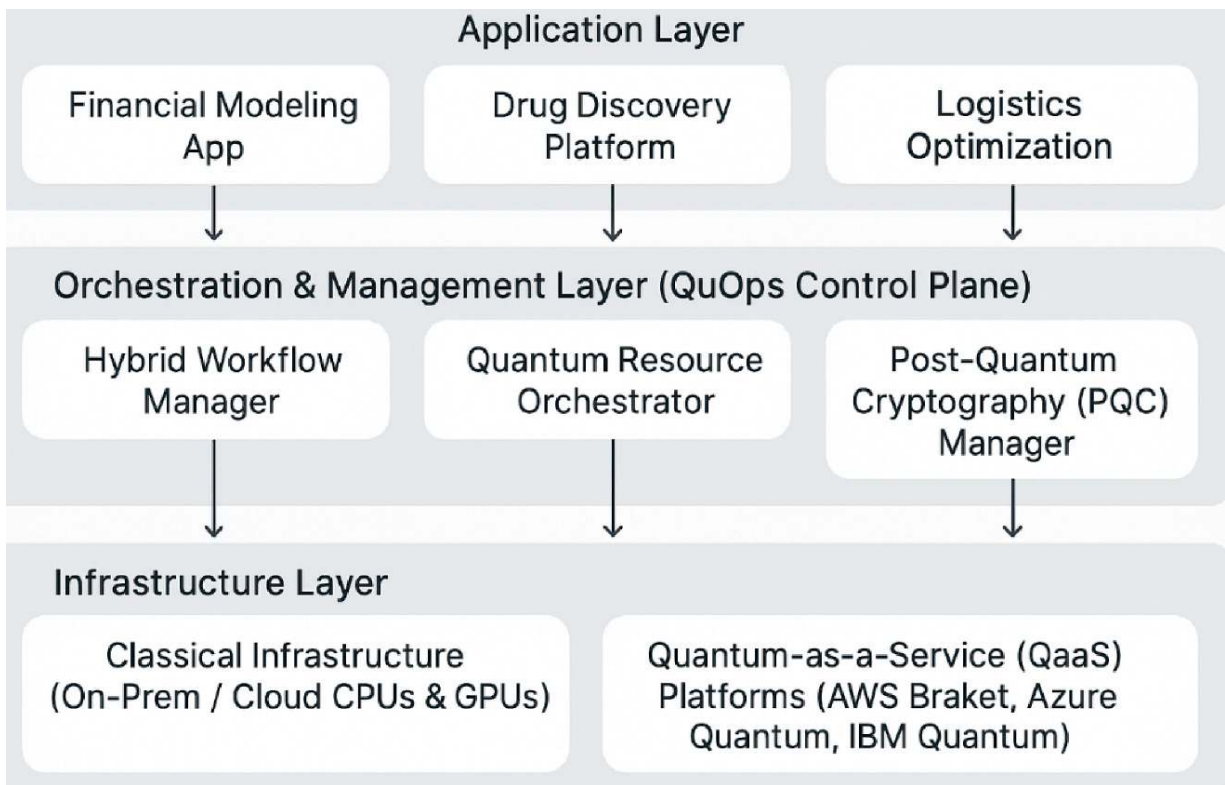 Application Layer
Financial Modeling
App
Drug Discovery
Platform
Logistics
Optimization
Orchestration & Management Layer (QuOps Control Plane)
Hybrid Workflow
Manager
Quantum Resource
Orchestrator
Post-Quantum
Cryptography (PQC)
Manager
Infrastructure Layer
Classical Infrastructure
(On-Prem / Cloud CPUs & GPUs)
Quantum-as-a-Service (QaaS)
Platforms (AWS Braket, Azure
Quantum, IBM Quantum)